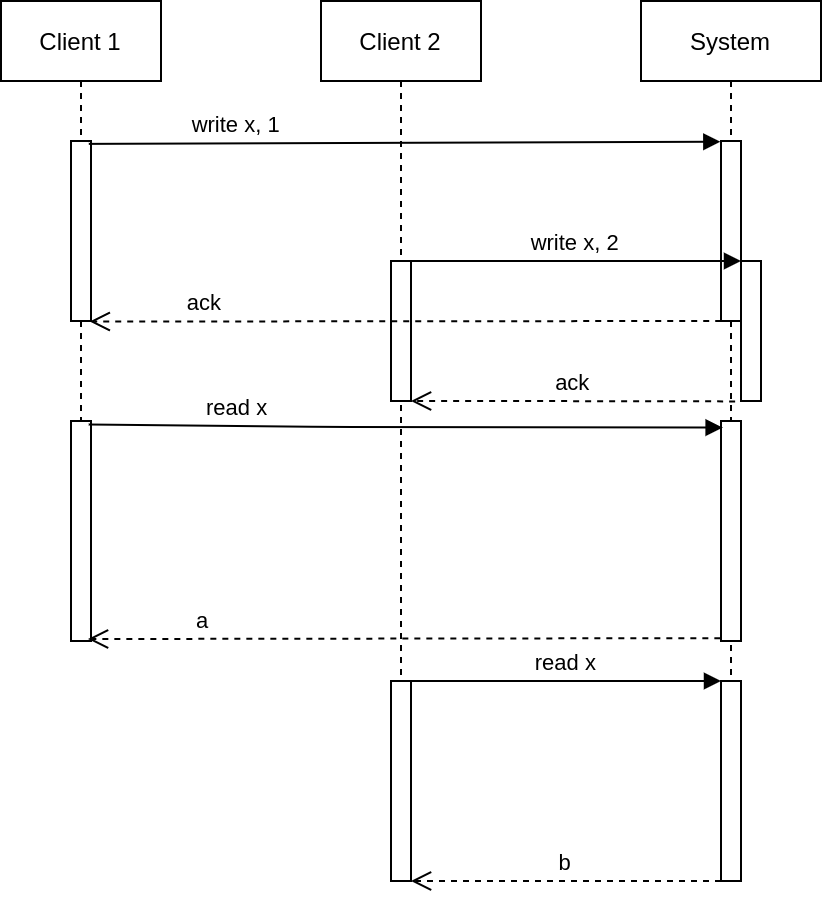 Client 1
Client 2
System
write x, 1
write x, 2
ack
ack
read x
a
read x
b